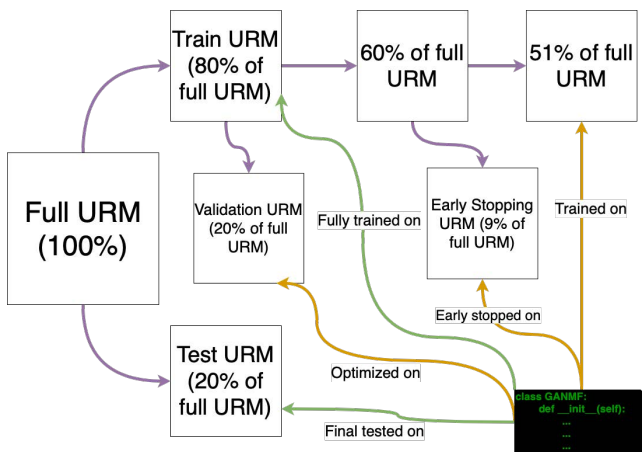 Train URM
(80% of
full URM)
60% of full
URM
51% of full
URM
Full URM
(100%)
Validation URM
(20% of full
URM)
Fully trained on
Early Stopping
URM (9%
of full URM)
Trained on
Early stopped on
Test URM
(20% of
full URM)
Optimized on
Final tested on
class GANMF:
def __init__(self):
...
...
...